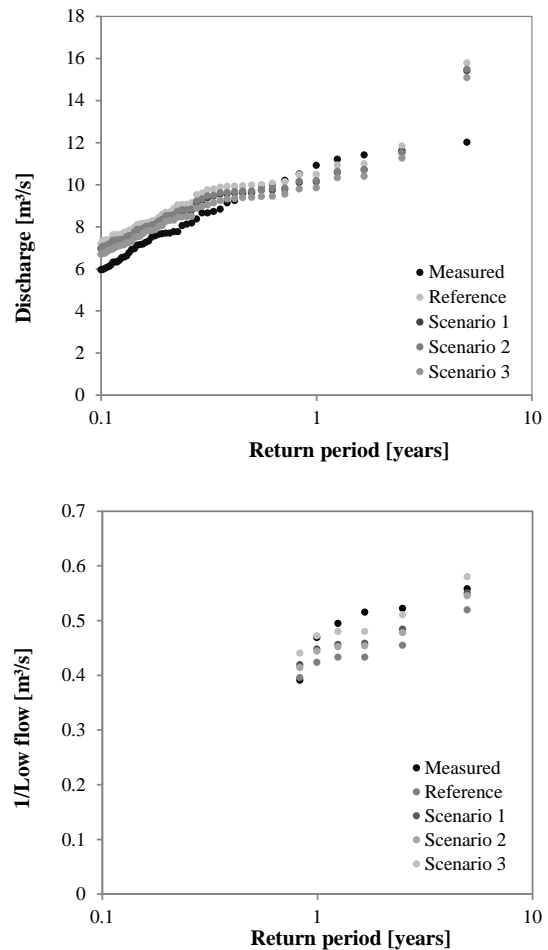 18
16
14
12
10
8
6
4
2
0
Discharge [m³/s]
Measured
Reference
Scenario 1
Scenario 2
Scenario 3
0.1
1
10
Return period [years]
0.7
0.6
0.5
0.4
0.3
0.2
0.1
0
1/Low flow [m³/s]
Measured
Reference
Scenario 1
Scenario 2
Scenario 3
0.1
1
10
Return period [years]